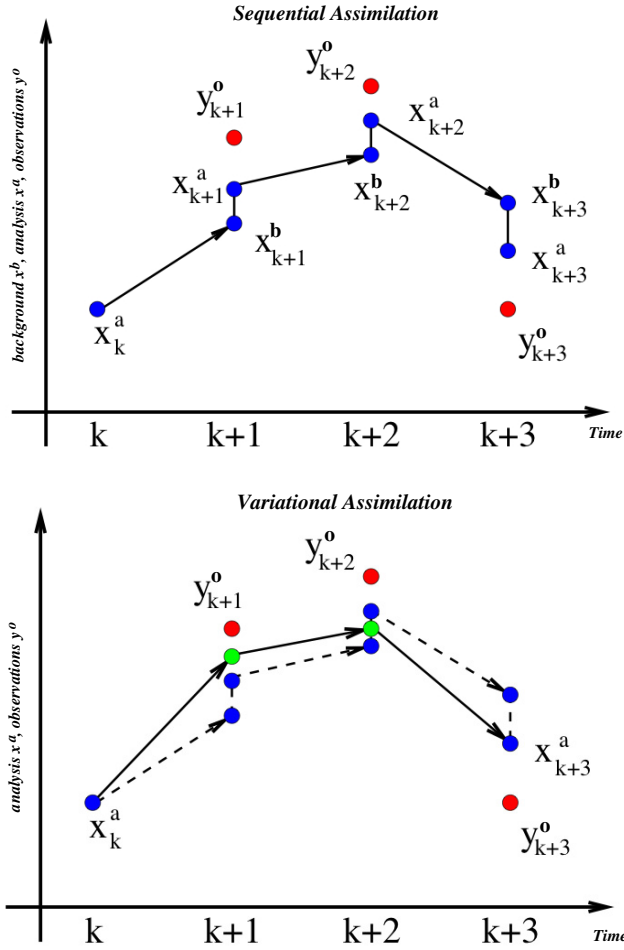 Sequential Assimilation
background x^b, analysis x^a, observations y^o
y^o_{k+2}
x^a_{k+2}
y^o_{k+1}
x^a_{k+1}
x^b_{k+2}
x^b_{k+3}
x^b_{k+1}
x^a_{k+3}
x^a_k
y^o_{k+3}
k k+1 k+2 k+3 Time
Variational Assimilation
analysis x^a, observations y^o
y^o_{k+2}
y^o_{k+1}
x^a_{k+3}
x^a_k
y^o_{k+3}
k k+1 k+2 k+3 Time